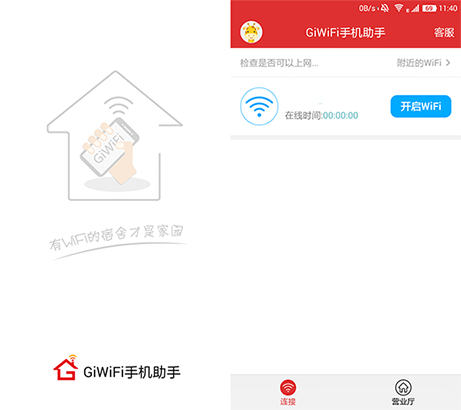 GiWiFi
有WiFi的宿舍才是家园
GiWiFi手机助手
0B/s 69 11:40
GiWiFi手机助手 客服
检查是否可以上网... 附近的WiFi >
在线时间:00:00:00
开启WiFi
连接 营业厅